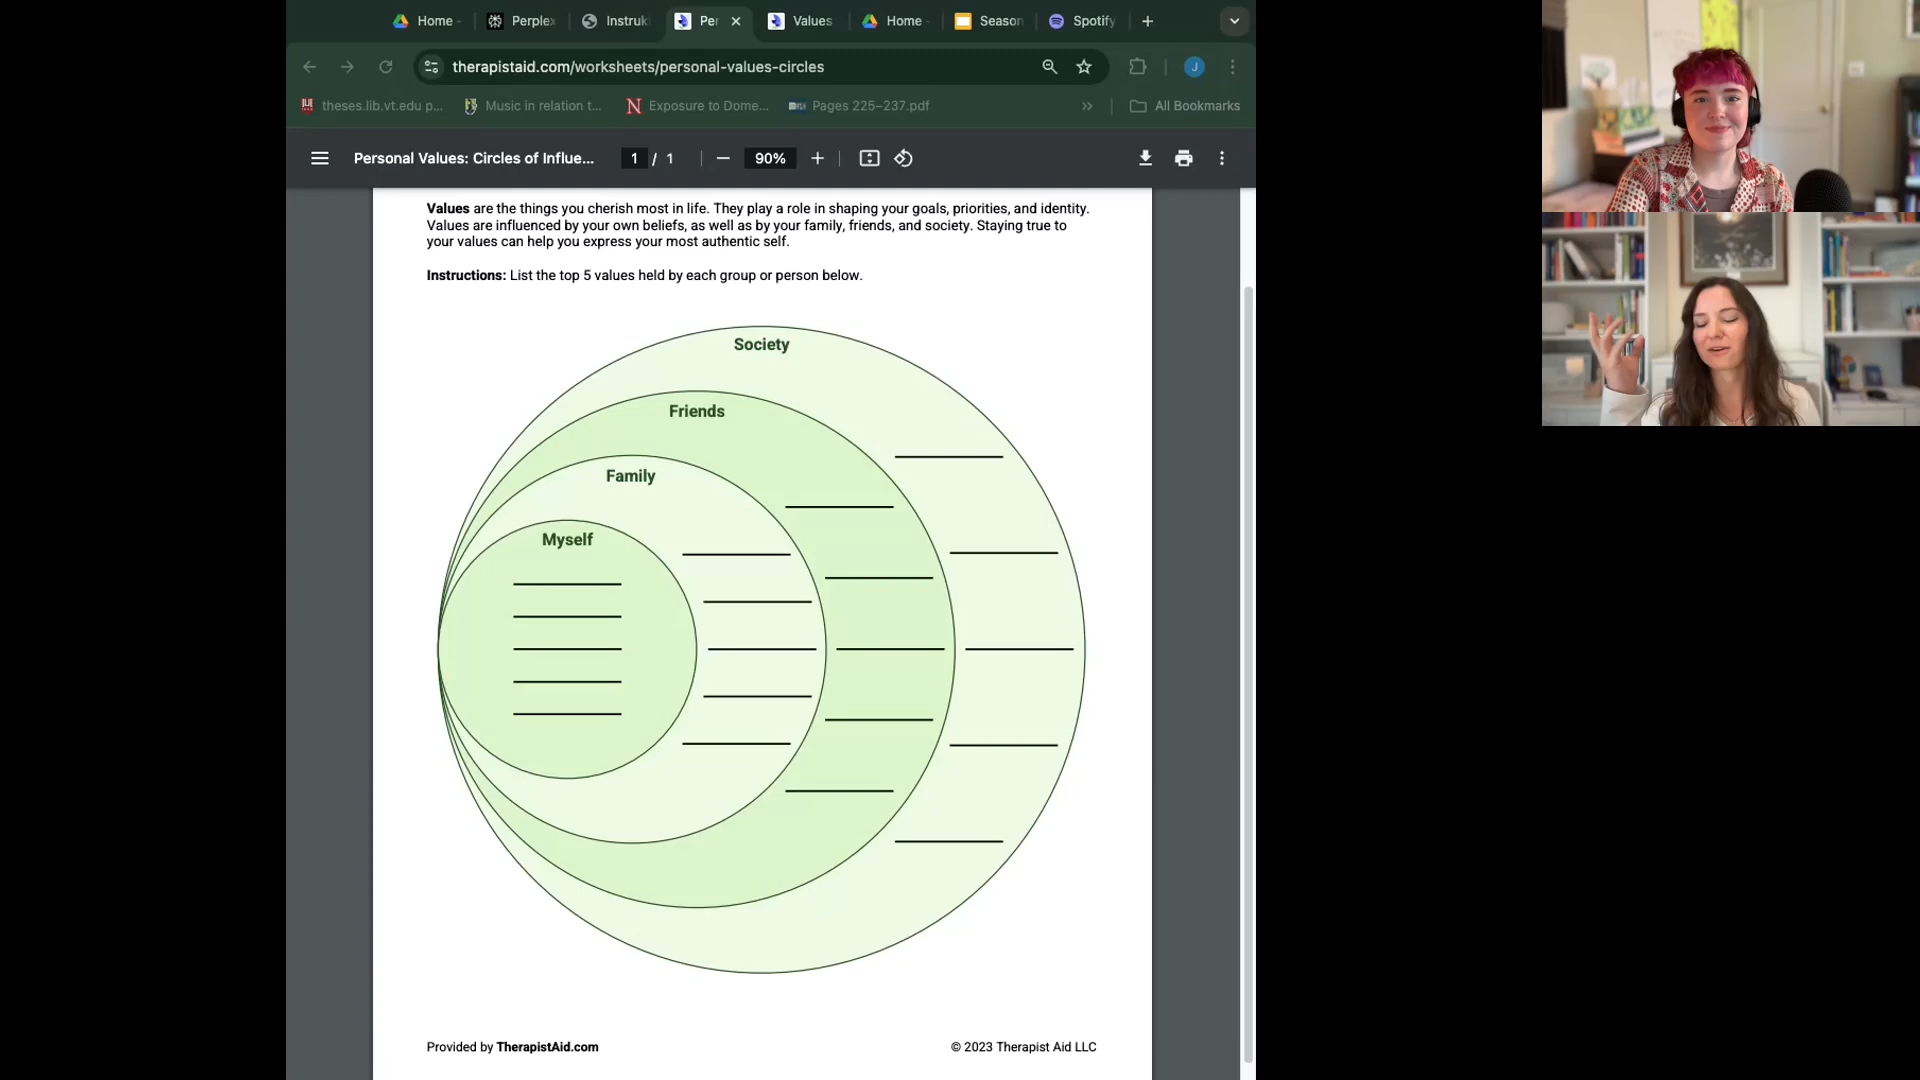 Home
Perplex
Instruk
Per
Values
Home
Season
Spotify
therapistaid.com/worksheets/personal-values-circles
J
theses.lib.vt.edu p...
Music in relation t...
Exposure to Dome...
Pages 225–237.pdf
All Bookmarks
Personal Values: Circles of Influe...
1 / 1
90%
Values are the things you cherish most in life. They play a role in shaping your goals, priorities, and identity.
Values are influenced by your own beliefs, as well as by your family, friends, and society. Staying true to
your values can help you express your most authentic self.
Instructions: List the top 5 values held by each group or person below.
Society
Friends
Family
Myself
Provided by TherapistAid.com
© 2023 Therapist Aid LLC